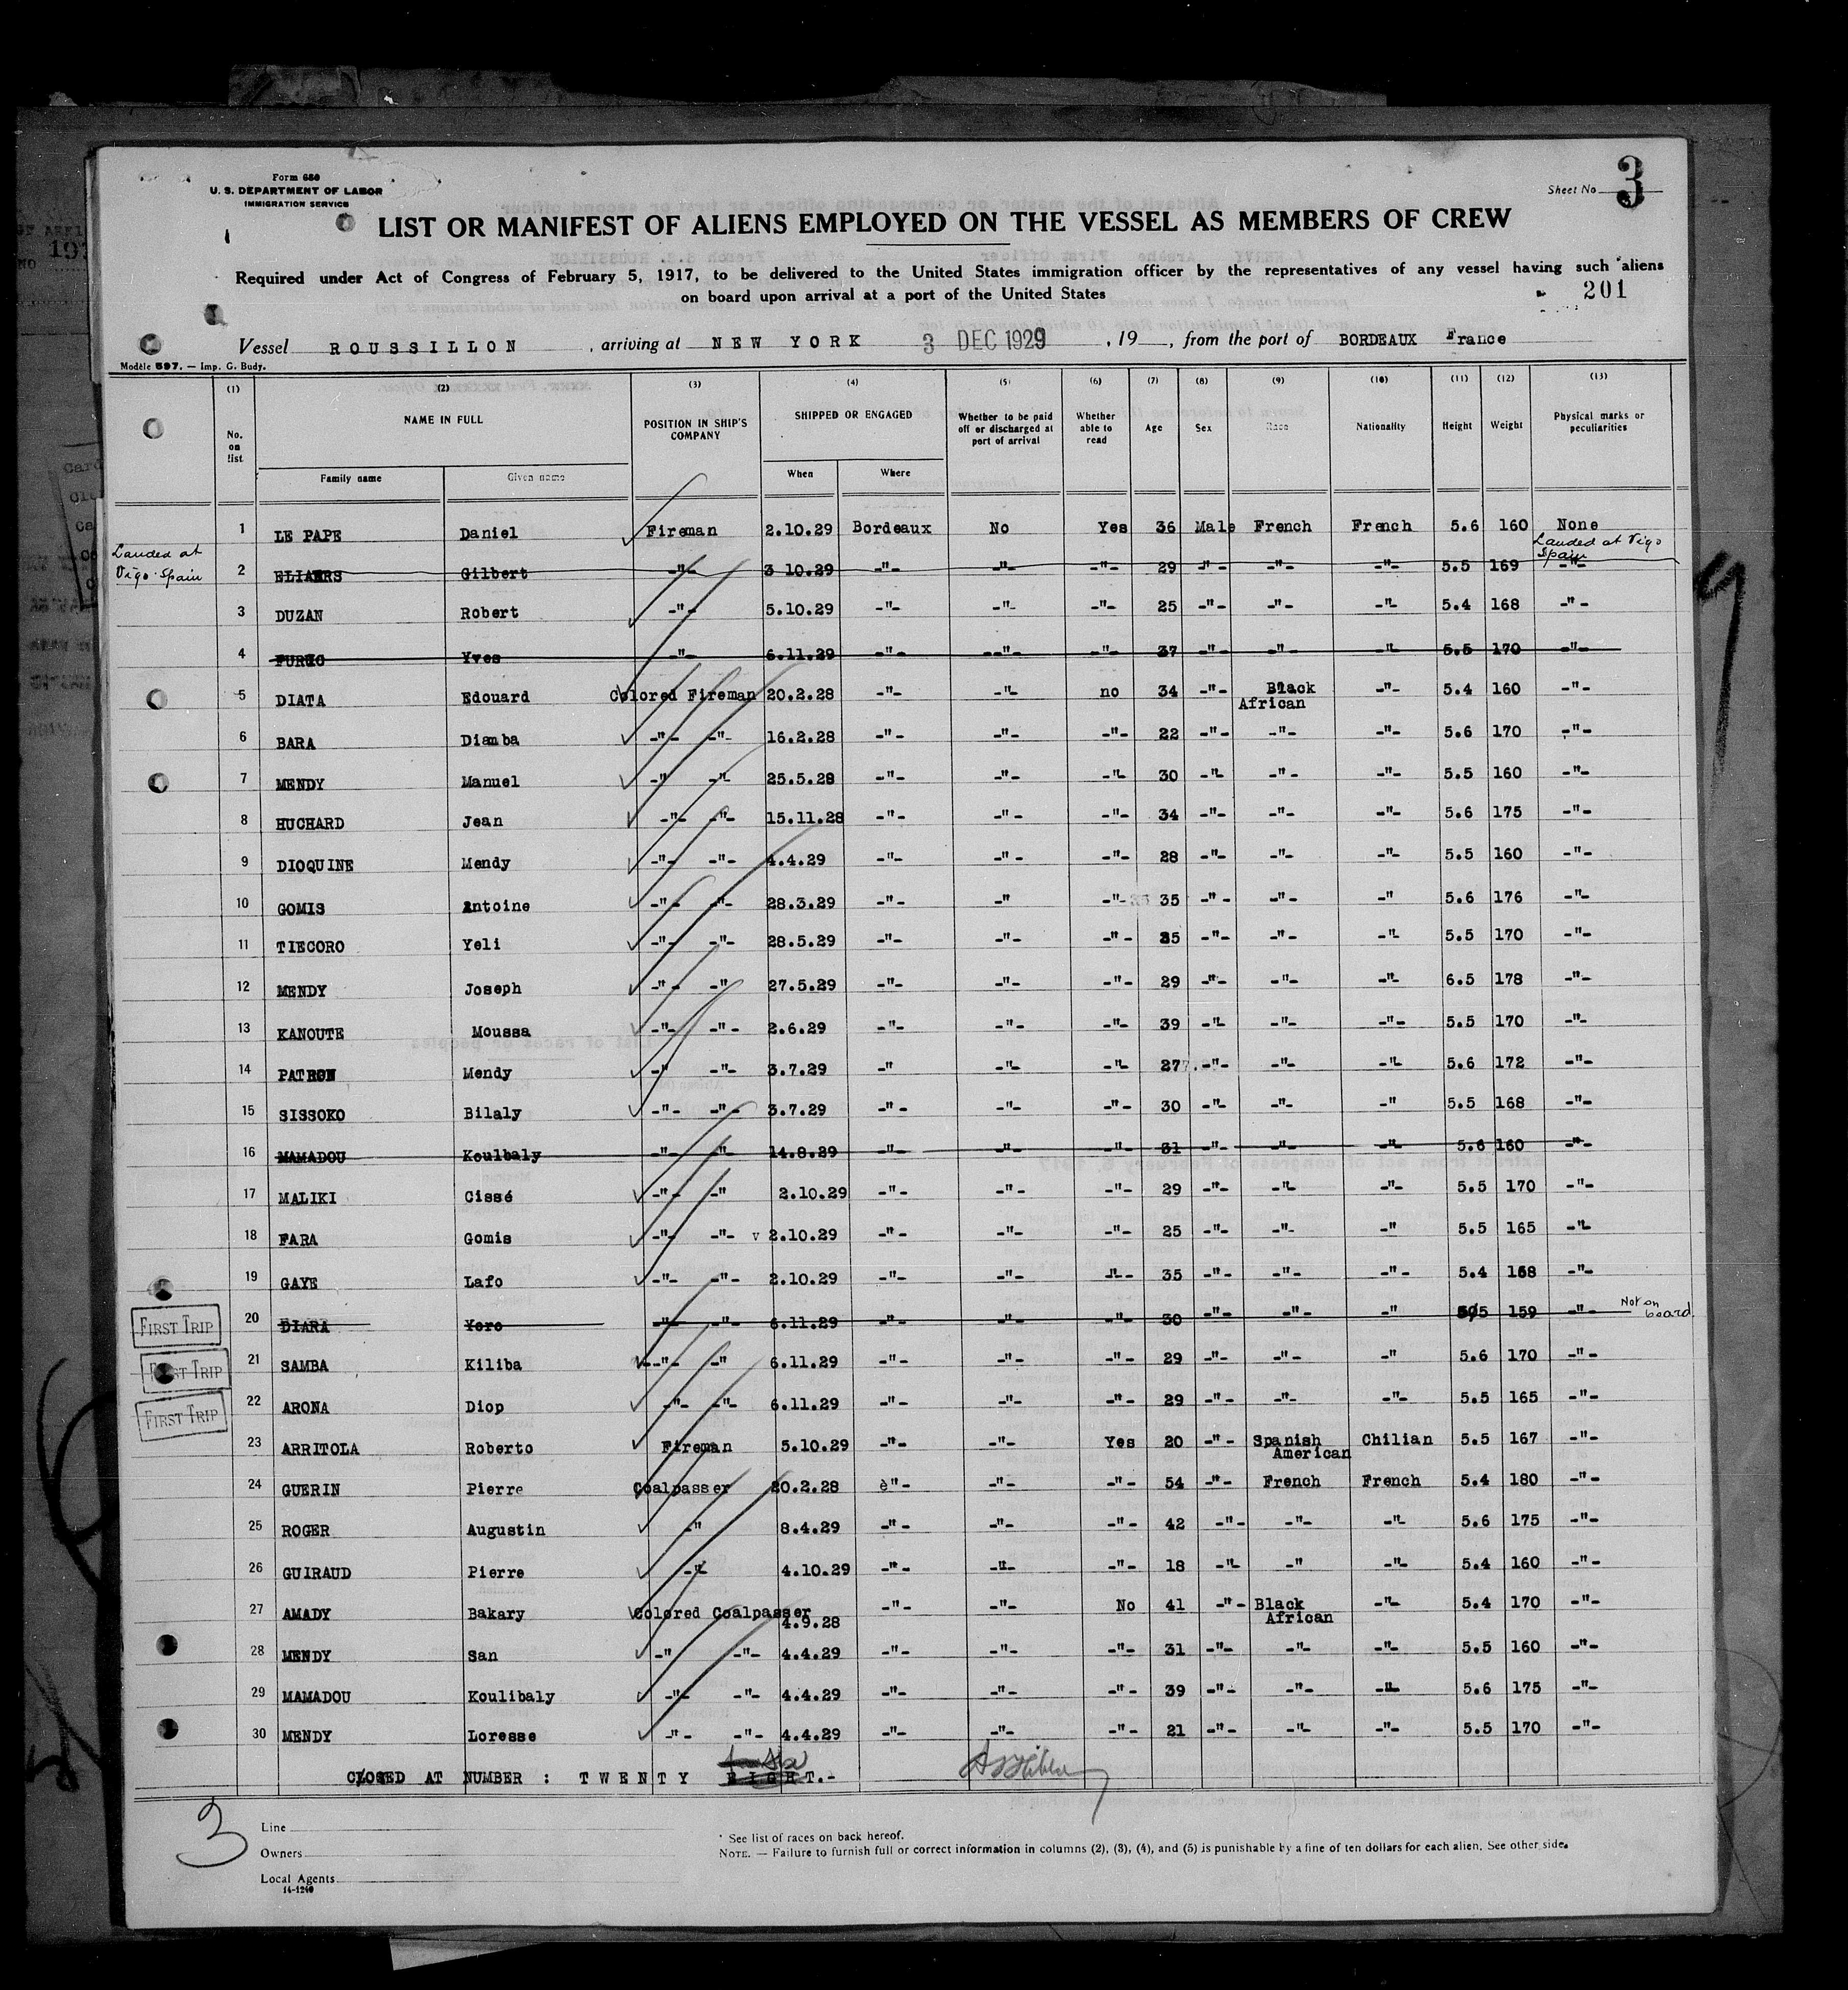 Form 680
U. S. DEPARTMENT OF LABOR
IMMIGRATION SERVICE
Sheet No 3
LIST OR MANIFEST OF ALIENS EMPLOYED ON THE VESSEL AS MEMBERS OF CREW
Required under Act of Congress of February 5, 1917, to be delivered to the United States immigration officer by the representatives of any vessel having such aliens
on board upon arrival at a port of the United States
201
Vessel ROUSSILLON , arriving at NEW YORK 3 DEC 1929 , 19 , from the port of BORDEAUX France
Modèle 597. — Imp. G. Budy.
(1) (2) (3) (4) (5) (6) (7) (8) (9) (10) (11) (12) (13)
No. on list NAME IN FULL POSITION IN SHIP'S COMPANY SHIPPED OR ENGAGED Whether to be paid off or discharged at port of arrival Whether able to read Age Sex Race Nationality Height Weight Physical marks or peculiarities
Family name Given name When Where
1 LE PAPE Daniel Fireman 2.10.29 Bordeaux No Yes 36 Male French French 5.6 160 None
Landed at Vigo Spain 2 Gilbert -"- 3 10.29 -"- -"- -"- 29 -"- -"- -"- 5.5 169 -"- Landed at Vigo Spain
3 DUZAN Robert -"- 5.10.29 -"- -"- -"- 25 -"- -"- -"- 5.4 168 -"-
4 Yves -"- 6.11.29 -"- -"- -"- 37 -"- -"- -"- 5.5 170 -"-
5 DIATA Edouard Colored Fireman 20.2.28 -"- -"- no 34 -"- Black African -"- 5.4 160 -"-
6 BARA Diamba -"- -"- 16.2.28 -"- -"- -"- 22 -"- -"- -"- 5.6 170 -"-
7 MENDY Manuel -"- -"- 25.5.28 -"- -"- -"- 30 -"- -"- -"- 5.5 160 -"-
8 HUCHARD Jean -"- -"- 15.11.28 -"- -"- -"- 34 -"- -"- -"- 5.6 175 -"-
9 DIOQUINE Mendy -"- -"- 4.4.29 -"- -"- -"- 28 -"- -"- -"- 5.5 160 -"-
10 GOMIS Antoine -"- -"- 28.3.29 -"- -" -"- 35 -"- -"- -" 5.6 176 -"-
11 TIECORO Yeli -"- -"- 28.5.29 -"- -"- -"- -"- -"- -"- 5.5 170 -"-
12 MENDY Joseph -"- -" 27.5.29 -"- -"- -"- 29 -"- -"- -"- 6.5 178 -"-
13 KANOUTE Moussa -"- -"- 2.6.29 -"- -"- -"- 39 -"- -"- -"- 5.5 170 -"-
14 PATRON Mendy -" -"- 3.7.29 -" -"- -"- 27 -"- -"- -"- 5.6 172 -"-
15 SISSOKO Bilaly -"- -"- 3.7.29 -"- -"- -"- 30 -"- -"- -" 5.5 168 -"-
16 MAMADOU Koulbaly -"- -"- 14.8.29 -"- -"- -"- 31 -"- -"- -"- 5.6 160 -"-
17 MALIKI Cissé -"- -" 2.10.29 -"- -"- -"- 29 -"- -"- -"- 5.5 170 -"-
18 FARA Gomis -"- -"- v 2.10.29 -"- -"- -"- 25 -"- -"- -" 5.5 165 -"-
19 GAYE Lafo -"- -"- 2.10.29 -"- -"- -"- 35 -"- -"- -"- 5.4 168 -"-
FIRST TRIP 20 DIARA Yoro -"- -"- 6.11.29 -"- -"- -"- 30 -"- -"- -" 159 -"- Not on board.
FIRST TRIP 21 SAMBA Kiliba -"- -" 6.11.29 -"- -"- -"- 29 -"- -"- -" 5.6 170 -"-
FIRST TRIP 22 ARONA Diop -"- -"- 6.11.29 -"- -"- -"- 29 -"- -"- -"- 5.5 165 -"-
23 ARRITOLA Roberto Fireman 5.10.29 -"- -"- Yes 20 -"- Spanish American Chilian 5.5 167 -"-
24 GUERIN Pierre Coalpasser 20.2.28 è"- -"- -"- 54 -"- French French 5.4 180 -"-
25 ROGER Augustin -" 8.4.29 -"- -"- -"- 42 -"- -"- -"- 5.6 175 -"-
26 GUIRAUD Pierre -"- 4.10.29 -"- -"- -"- 18 -"- -" -"- 5.4 160 -"-
27 AMADY Bakary Colored Coalpasser 4.9.28 -"- -"- No 41 -"- Black African -"- 5.4 170 -"-
28 MENDY San -" -"- 4.4.29 -"- -"- -"- 31 -"- -"- -"- 5.5 160 -"-
29 MAMADOU Koulibaly -"- -"- 4.4.29 -"- -"- -"- 39 -"- -"- -"- 5.6 175 -"-
30 MENDY Loresse -"- -"- 4.4.29 -"- -"- -"- 21 -"- -"- -"- 5.5 170 -"-
CLOSED AT NUMBER : TWENTY EIGHT.-
3
Line
Owners
Local Agents
14-1240
* See list of races on back hereof.
NOTE. — Failure to furnish full or correct information in columns (2), (3), (4), and (5) is punishable by a fine of ten dollars for each alien. See other side.